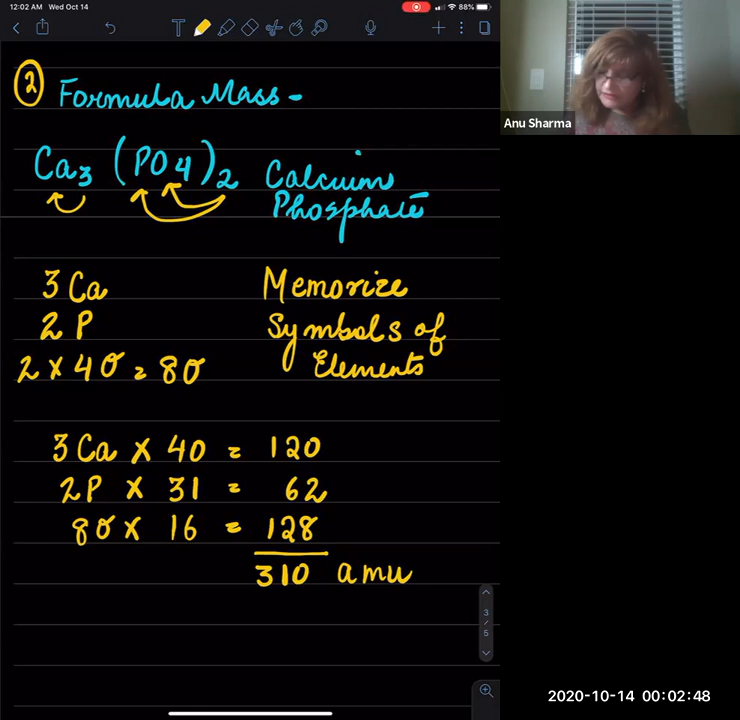 12:02 AM Wed Oct 14
88%
T
2 Formula Mass -
Ca3 (PO4)2 Calcium
Phosphate
3 Ca Memorize
2 P Symbols of
2 x 4O = 8O Elements
3 Ca x 40 = 120
2P x 31 = 62
8O x 16 = 128
310 amu
3
/
5
Anu Sharma
2020-10-14 00:02:48